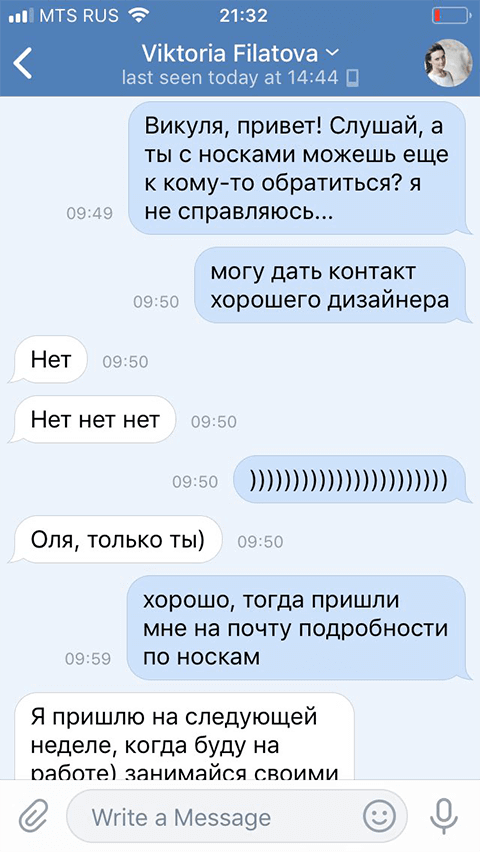 MTS RUS 21:32
Viktoria Filatova
last seen today at 14:44
Викуля, привет! Слушай, а
ты с носками можешь еще
к кому-то обратиться? я
не справляюсь...
09:49
могу дать контакт
хорошего дизайнера
09:50
Нет
09:50
Нет нет нет
09:50
09:50
)))))))))))))))))))))))
Оля, только ты)
09:50
хорошо, тогда пришли
мне на почту подробности
по носкам
09:59
Я пришлю на следующей
неделе, когда буду на
работе) занимайся своими
Write a Message